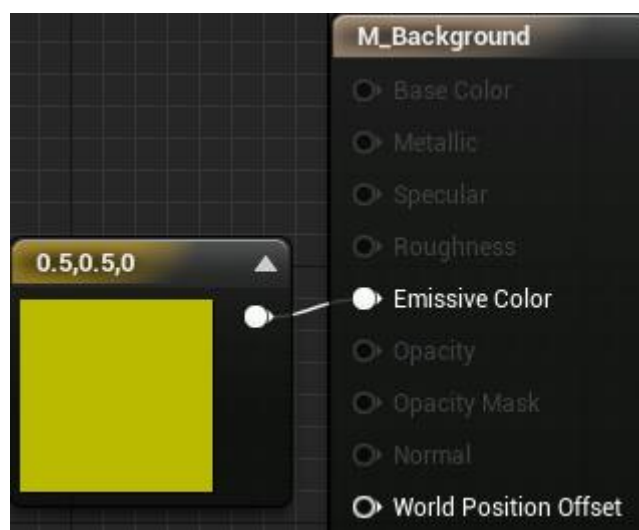 M_Background
Base Color
Metallic
Specular
0.5,0.5,0
Roughness
Emissive Color
Opacity
Opacity Mask
Normal
World Position Offset